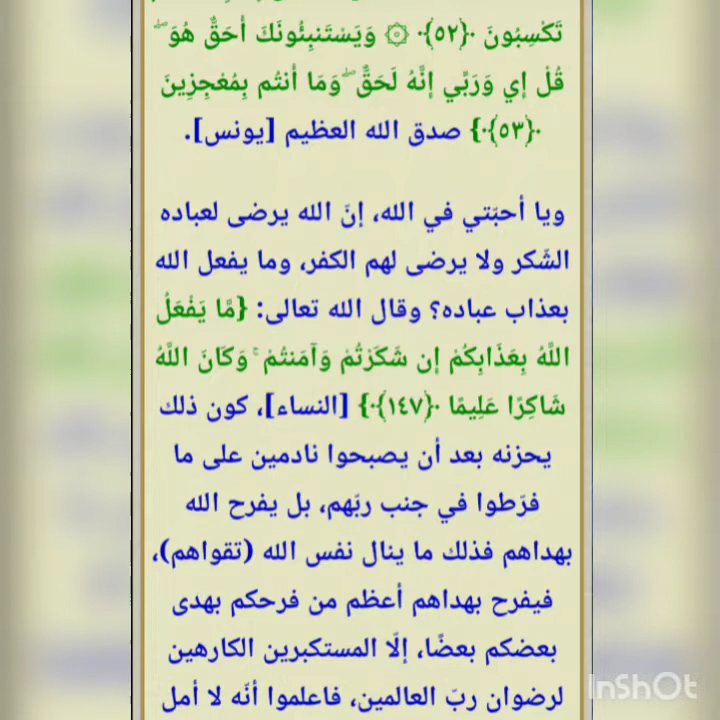 تَكْسِبُونَ ‎﴿٥٢﴾‏ ۞ وَيَسْتَنبِئُونَكَ أَحَقٌّ هُوَ ۖ
قُلْ إِي وَرَبِّي إِنَّهُ لَحَقٌّ ۖ وَمَا أَنتُم بِمُعْجِزِينَ
‎﴿٥٣﴾‏} صدق الله العظيم [يونس].
ويا أحبّتي في الله، إنّ الله يرضى لعباده
الشّكر ولا يرضى لهم الكفر، وما يفعل الله
بعذاب عباده؟ وقال الله تعالى: {مَّا يَفْعَلُ
اللَّهُ بِعَذَابِكُمْ إِن شَكَرْتُمْ وَآمَنتُمْ ۚ وَكَانَ اللَّهُ
شَاكِرًا عَلِيمًا ‎﴿١٤٧﴾‏} [النساء]، كون ذلك
يحزنه بعد أن يصبحوا نادمين على ما
فرّطوا في جنب ربّهم، بل يفرح الله
بهداهم فذلك ما ينال نفس الله (تقواهم)،
فيفرح بهداهم أعظم من فرحكم بهدى
بعضكم بعضًا، إلّا المستكبرين الكارهين
لرضوان ربّ العالمين، فاعلموا أنّه لا أمل
InShOt